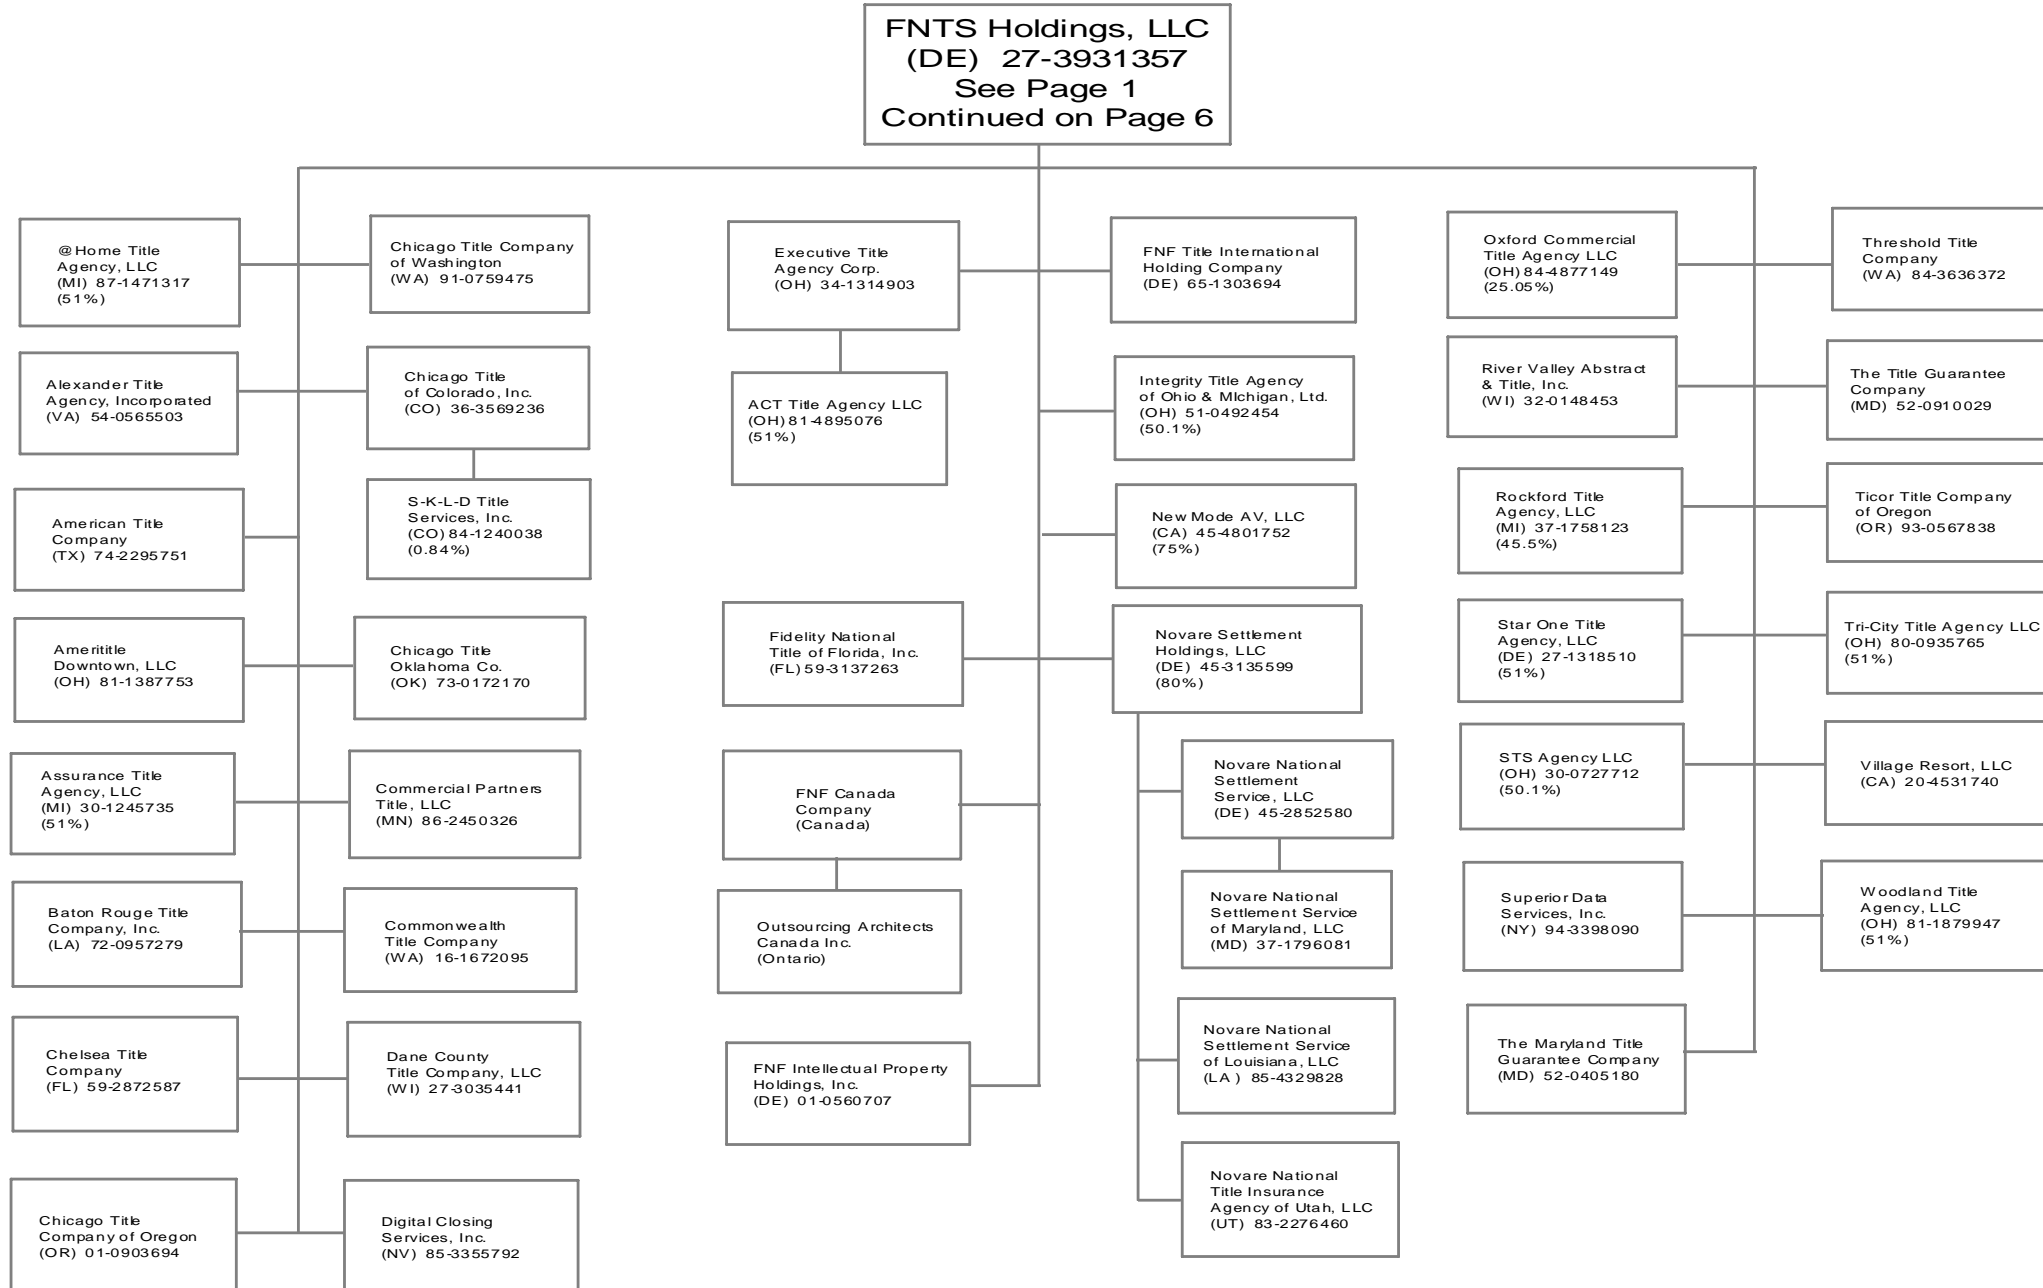 FNTS Holdings, LLC
(DE) 27-3931357
See Page 1
Continued on Page 6
@Home Title
Agency, LLC
(MI) 87-1471317
(51%)
Chicago Title Company
of Washington
(WA) 91-0759475
Alexander Title
Agency, Incorporated
(VA) 54-0565503
Chicago Title
of Colorado, Inc.
(CO) 36-3569236
S-K-L-D Title
Services, Inc.
(CO) 84-1240038
(0.84%)
American Title
Company
(TX) 74-2295751
Amerititle
Downtown, LLC
(OH) 81-1387753
Chicago Title
Oklahoma Co.
(OK) 73-0172170
Assurance Title
Agency, LLC
(MI) 30-1245735
(51%)
Commercial Partners
Title, LLC
(MN) 86-2450326
Baton Rouge Title
Company, Inc.
(LA) 72-0957279
Commonwealth
Title Company
(WA) 16-1672095
Chelsea Title
Company
(FL) 59-2872587
Dane County
Title Company, LLC
(WI) 27-3035441
Chicago Title
Company of Oregon
(OR) 01-0903694
Digital Closing
Services, Inc.
(NV) 85-3355792
Executive Title
Agency Corp.
(OH) 34-1314903
FNF Title International
Holding Company
(DE) 65-1303694
ACT Title Agency LLC
(OH) 81-4895076
(51%)
Integrity Title Agency
of Ohio & MIchigan, Ltd.
(OH) 51-0492454
(50.1%)
New Mode AV, LLC
(CA) 45-4801752
(75%)
Fidelity National
Title of Florida, Inc.
(FL) 59-3137263
Novare Settlement
Holdings, LLC
(DE) 45-3135599
(80%)
FNF Canada
Company
(Canada)
Outsourcing Architects
Canada Inc.
(Ontario)
FNF Intellectual Property
Holdings, Inc.
(DE) 01-0560707
Novare National
Settlement
Service, LLC
(DE) 45-2852580
Novare National
Settlement Service
of Maryland, LLC
(MD) 37-1796081
Novare National
Settlement Service
of Louisiana, LLC
(LA ) 85-4329828
Novare National
Title Insurance
Agency of Utah, LLC
(UT) 83-2276460
Oxford Commercial
Title Agency LLC
(OH) 84-4877149
(25.05%)
Threshold Title
Company
(WA) 84-3636372
River Valley Abstract
& Title, Inc.
(WI) 32-0148453
The Title Guarantee
Company
(MD) 52-0910029
Rockford Title
Agency, LLC
(MI) 37-1758123
(45.5%)
Ticor Title Company
of Oregon
(OR) 93-0567838
Star One Title
Agency, LLC
(DE) 27-1318510
(51%)
Tri-City Title Agency LLC
(OH) 80-0935765
(51%)
STS Agency LLC
(OH) 30-0727712
(50.1%)
Village Resort, LLC
(CA) 20-4531740
Superior Data
Services, Inc.
(NY) 94-3398090
Woodland Title
Agency, LLC
(OH) 81-1879947
(51%)
The Maryland Title
Guarantee Company
(MD) 52-0405180